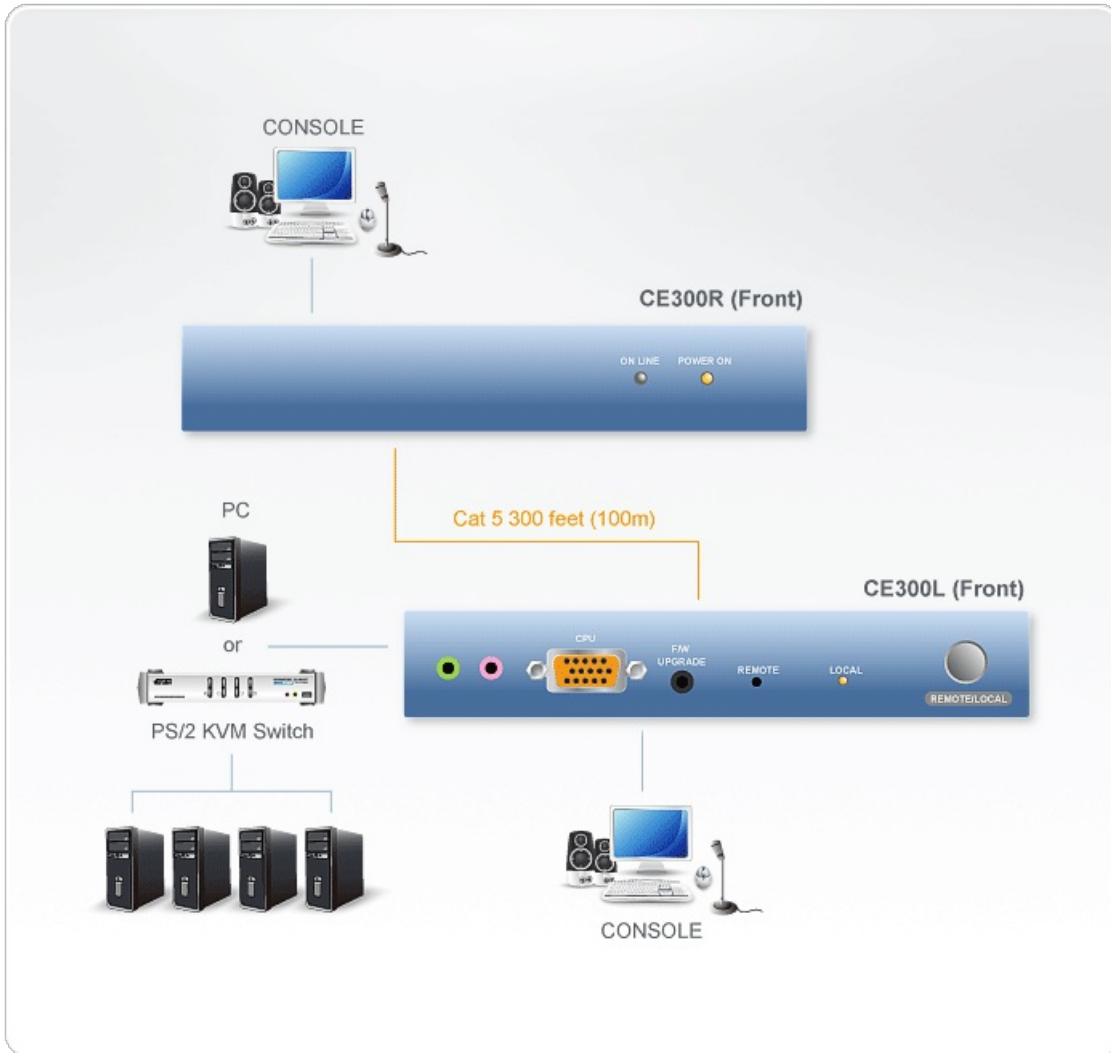 CONSOLE
CE300R (Front)
ON LINE POWER ON
Cat 5 300 feet (100m)
PC
or
PS/2 KVM Switch
CE300L (Front)
CPU
F/W
UPGRADE
REMOTE
LOCAL
REMOTE/LOCAL
CONSOLE